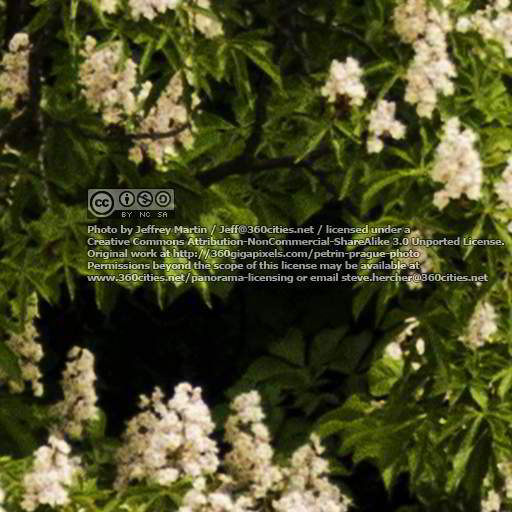 cc
BY NC SA
Photo by Jeffrey Martin / Jeff@360cities.net / licensed under a
Creative Commons Attribution-NonCommercial-ShareAlike 3.0 Unported License.
Original work at http://360gigapixels.com/petrin-prague-photo
Permissions beyond the scope of this license may be available at
www.360cities.net/panorama-licensing or email steve.hercher@360cities.net